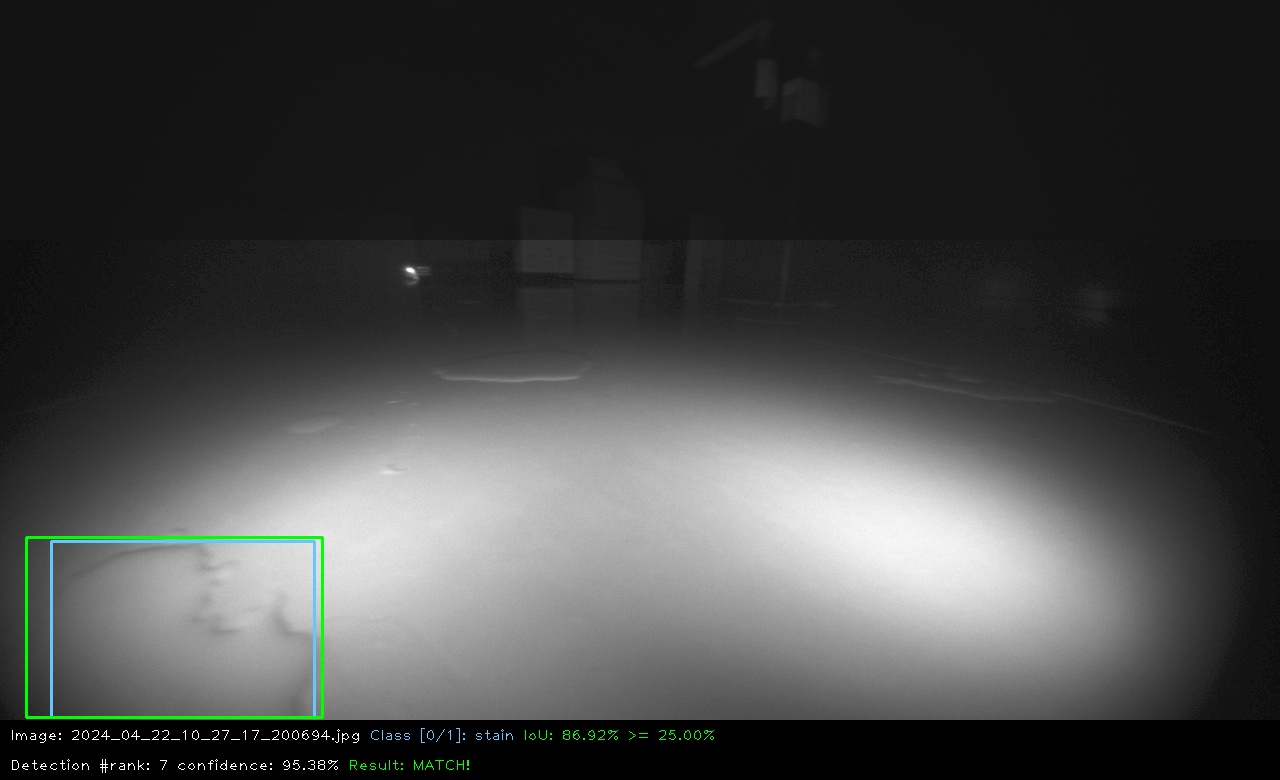 Image: 2024_04_22_10_27_17_200694.jpg Class [0/1]: stain IoU: 86.92% >= 25.00%
Detection #rank: 7 confidence: 95.38% Result: MATCH!